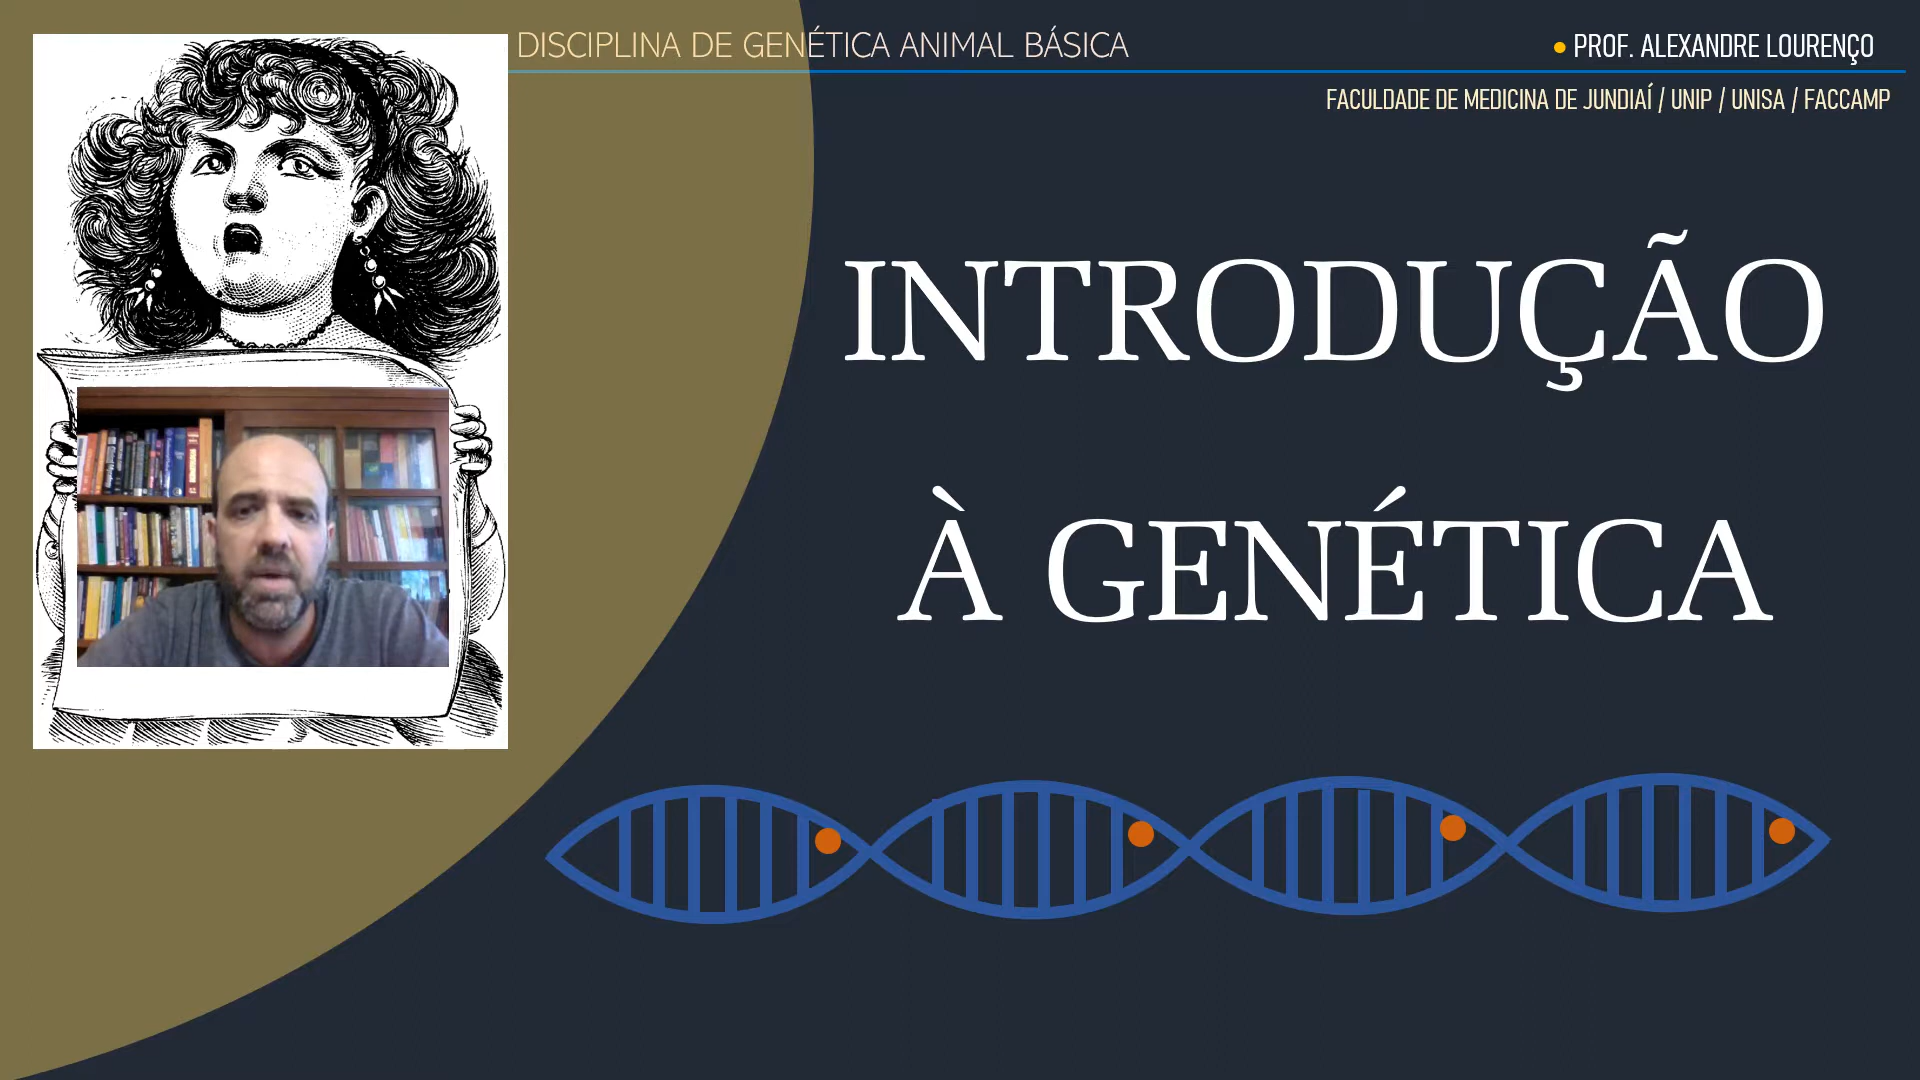 DISCIPLINA DE GENÉTICA ANIMAL BÁSICA
• PROF. ALEXANDRE LOURENÇO
FACULDADE DE MEDICINA DE JUNDIAÍ / UNIP / UNISA / FACCAMP
INTRODUÇÃO
À GENÉTICA